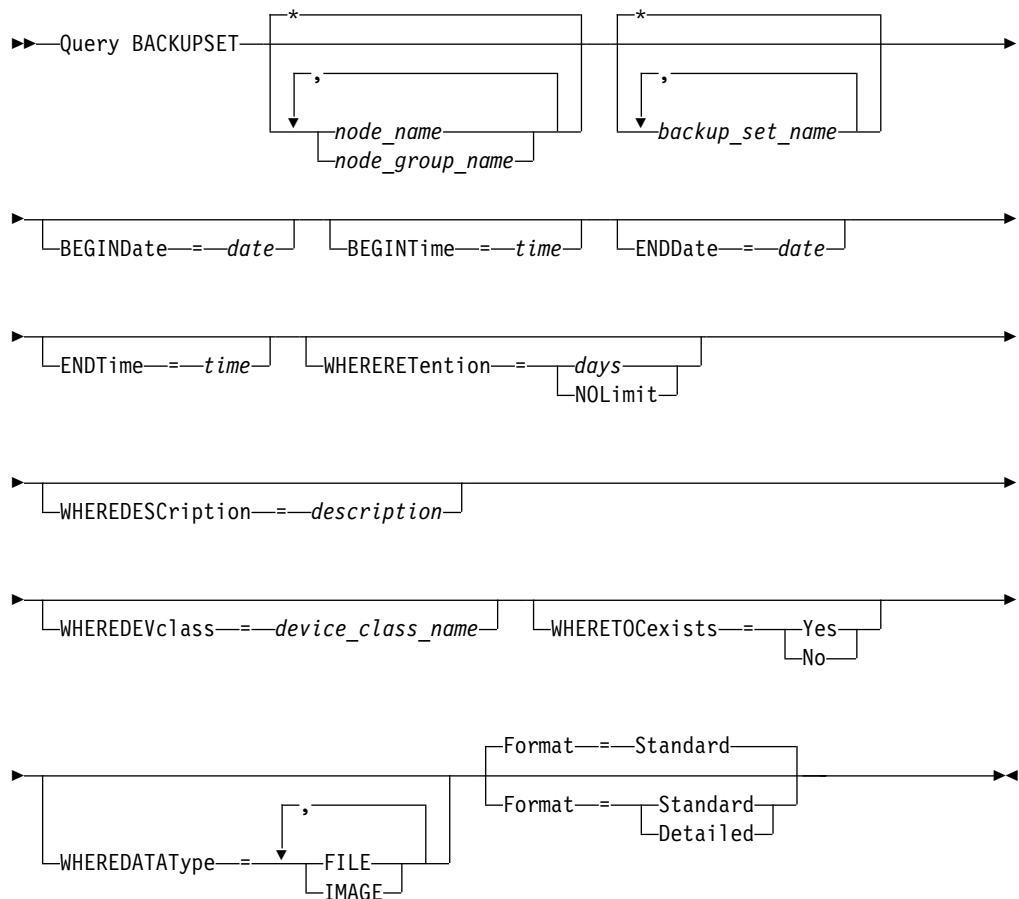 * *
Query BACKUPSET
, ,
node_name backup_set_name
node_group_name
BEGINDate = date BEGINTime = time ENDDate = date
ENDTime = time WHERERETention = days
NOLimit
WHEREDESCription = description
WHEREDEVclass = device_class_name WHERETOCexists = Yes
No
Format = Standard
, Format = Standard
Detailed
WHEREDATAType = FILE
IMAGE